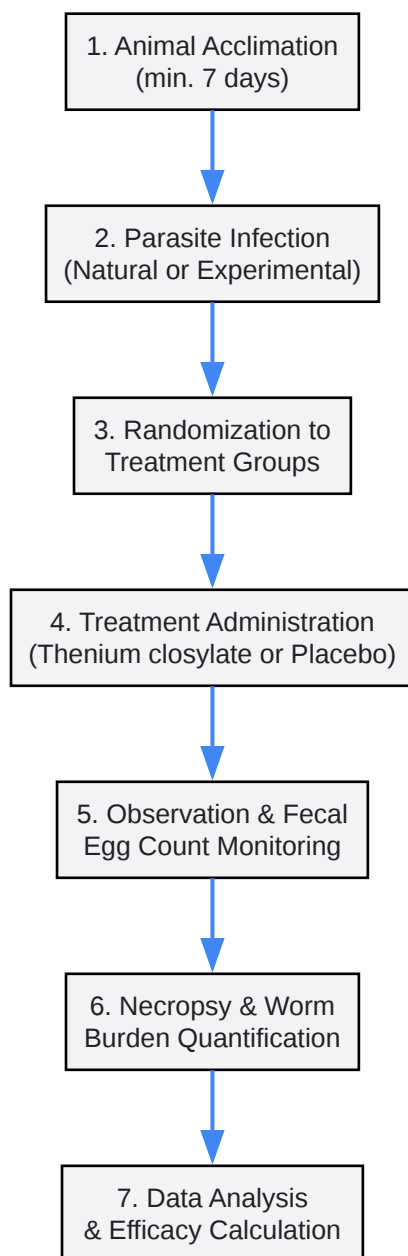 1. Animal Acclimation
(min. 7 days)
2. Parasite Infection
(Natural or Experimental)
3. Randomization to
Treatment Groups
4. Treatment Administration
(Thenium closylate or Placebo)
5. Observation & Fecal
Egg Count Monitoring
6. Necropsy & Worm
Burden Quantification
7. Data Analysis
& Efficacy Calculation